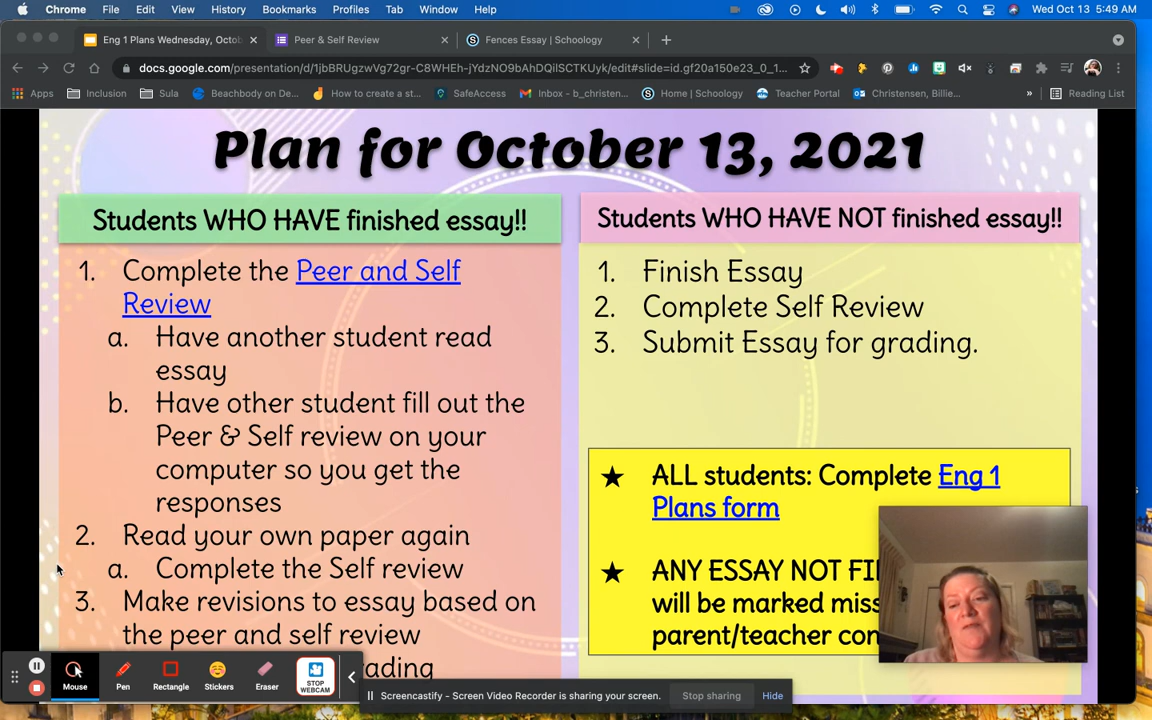 Chrome File Edit View History Bookmarks Profiles Tab Window Help Wed Oct 13 5:49 AM
Eng 1 Plans Wednesday, Octob Peer & Self Review Fences Essay | Schoology
docs.google.com/presentation/d/1jbBRUgzwVg72gr-C8WHEh-jYdzNO9bAhDQilSCTKUyk/edit#slide=id.gf20a150e23_0_1...
Apps Inclusion Sula Beachbody on De... How to create a st... SafeAccess Inbox - b_christen... Home | Schoology Teacher Portal Christensen, Billie... » Reading List
Plan for October 13, 2021
Students WHO HAVE finished essay!!
1. Complete the Peer and Self
Review
a. Have another student read
essay
b. Have other student fill out the
Peer & Self review on your
computer so you get the
responses
2. Read your own paper again
a. Complete the Self review
3. Make revisions to essay based on
the peer and self review
ading
Students WHO HAVE NOT finished essay!!
1. Finish Essay
2. Complete Self Review
3. Submit Essay for grading.
★ ALL students: Complete Eng 1
Plans form
★ ANY ESSAY NOT FI
will be marked miss
parent/teacher con
Mouse Pen Rectangle Stickers Eraser STOP
WEBCAM
Screencastify - Screen Video Recorder is sharing your screen. Stop sharing Hide